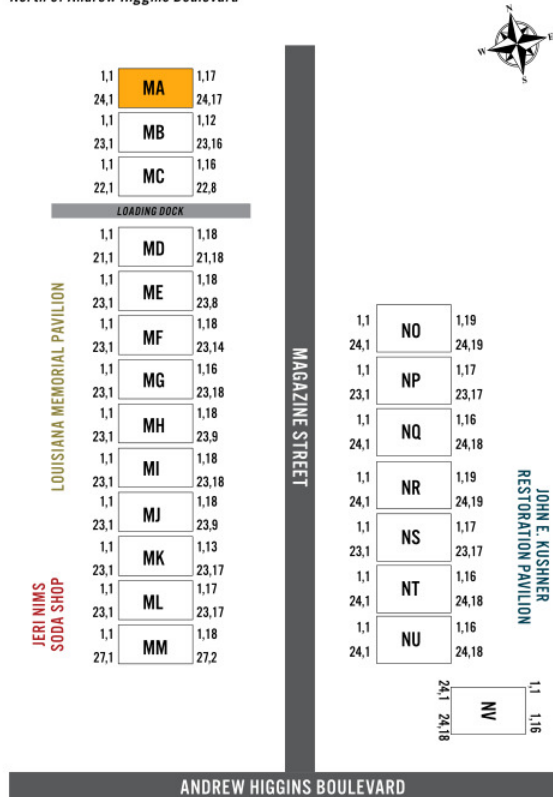 North of Andrew Higgins Boulevard
N
W E
S
1,1 MA 1,17
24,1 24,17
1,1 MB 1,12
23,1 23,16
1,1 MC 1,16
22,1 22,8
LOADING DOCK
1,1 MD 1,18
21,1 21,18
1,1 ME 1,18
23,1 23,8
1,1 MF 1,18
23,1 23,14
1,1 MG 1,16
23,1 23,18
1,1 MH 1,18
23,1 23,9
1,1 MI 1,18
23,1 23,18
1,1 MJ 1,18
23,1 23,9
1,1 MK 1,13
23,1 23,17
1,1 ML 1,17
23,1 23,17
1,1 MM 1,18
27,1 27,2
LOUISIANA MEMORIAL PAVILION
JERI NIMS
SODA SHOP
MAGAZINE STREET
1,1 NO 1,19
24,1 24,19
1,1 NP 1,17
23,1 23,17
1,1 NQ 1,16
24,1 24,18
1,1 NR 1,19
24,1 24,19
1,1 NS 1,17
23,1 23,17
1,1 NT 1,16
24,1 24,18
1,1 NU 1,16
24,1 24,18
JOHN E. KUSHNER
RESTORATION PAVILION
1,1 NV 1,16
24,1 24,18
ANDREW HIGGINS BOULEVARD